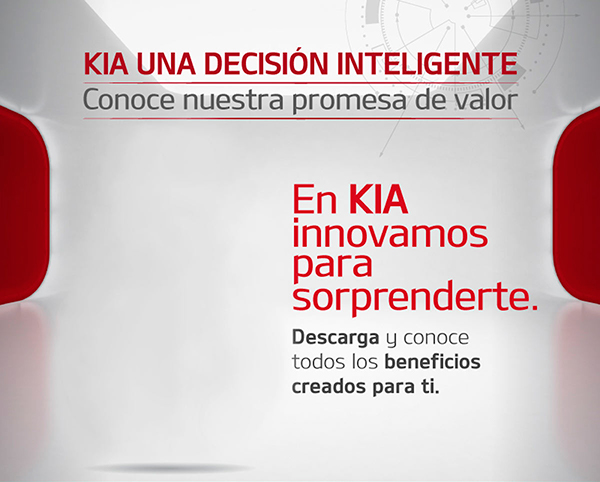 KIA UNA DECISIÓN INTELIGENTE
Conoce nuestra promesa de valor
En KIA
innovamos
para
sorprenderte.
Descarga y conoce
todos los beneficios
creados para ti.